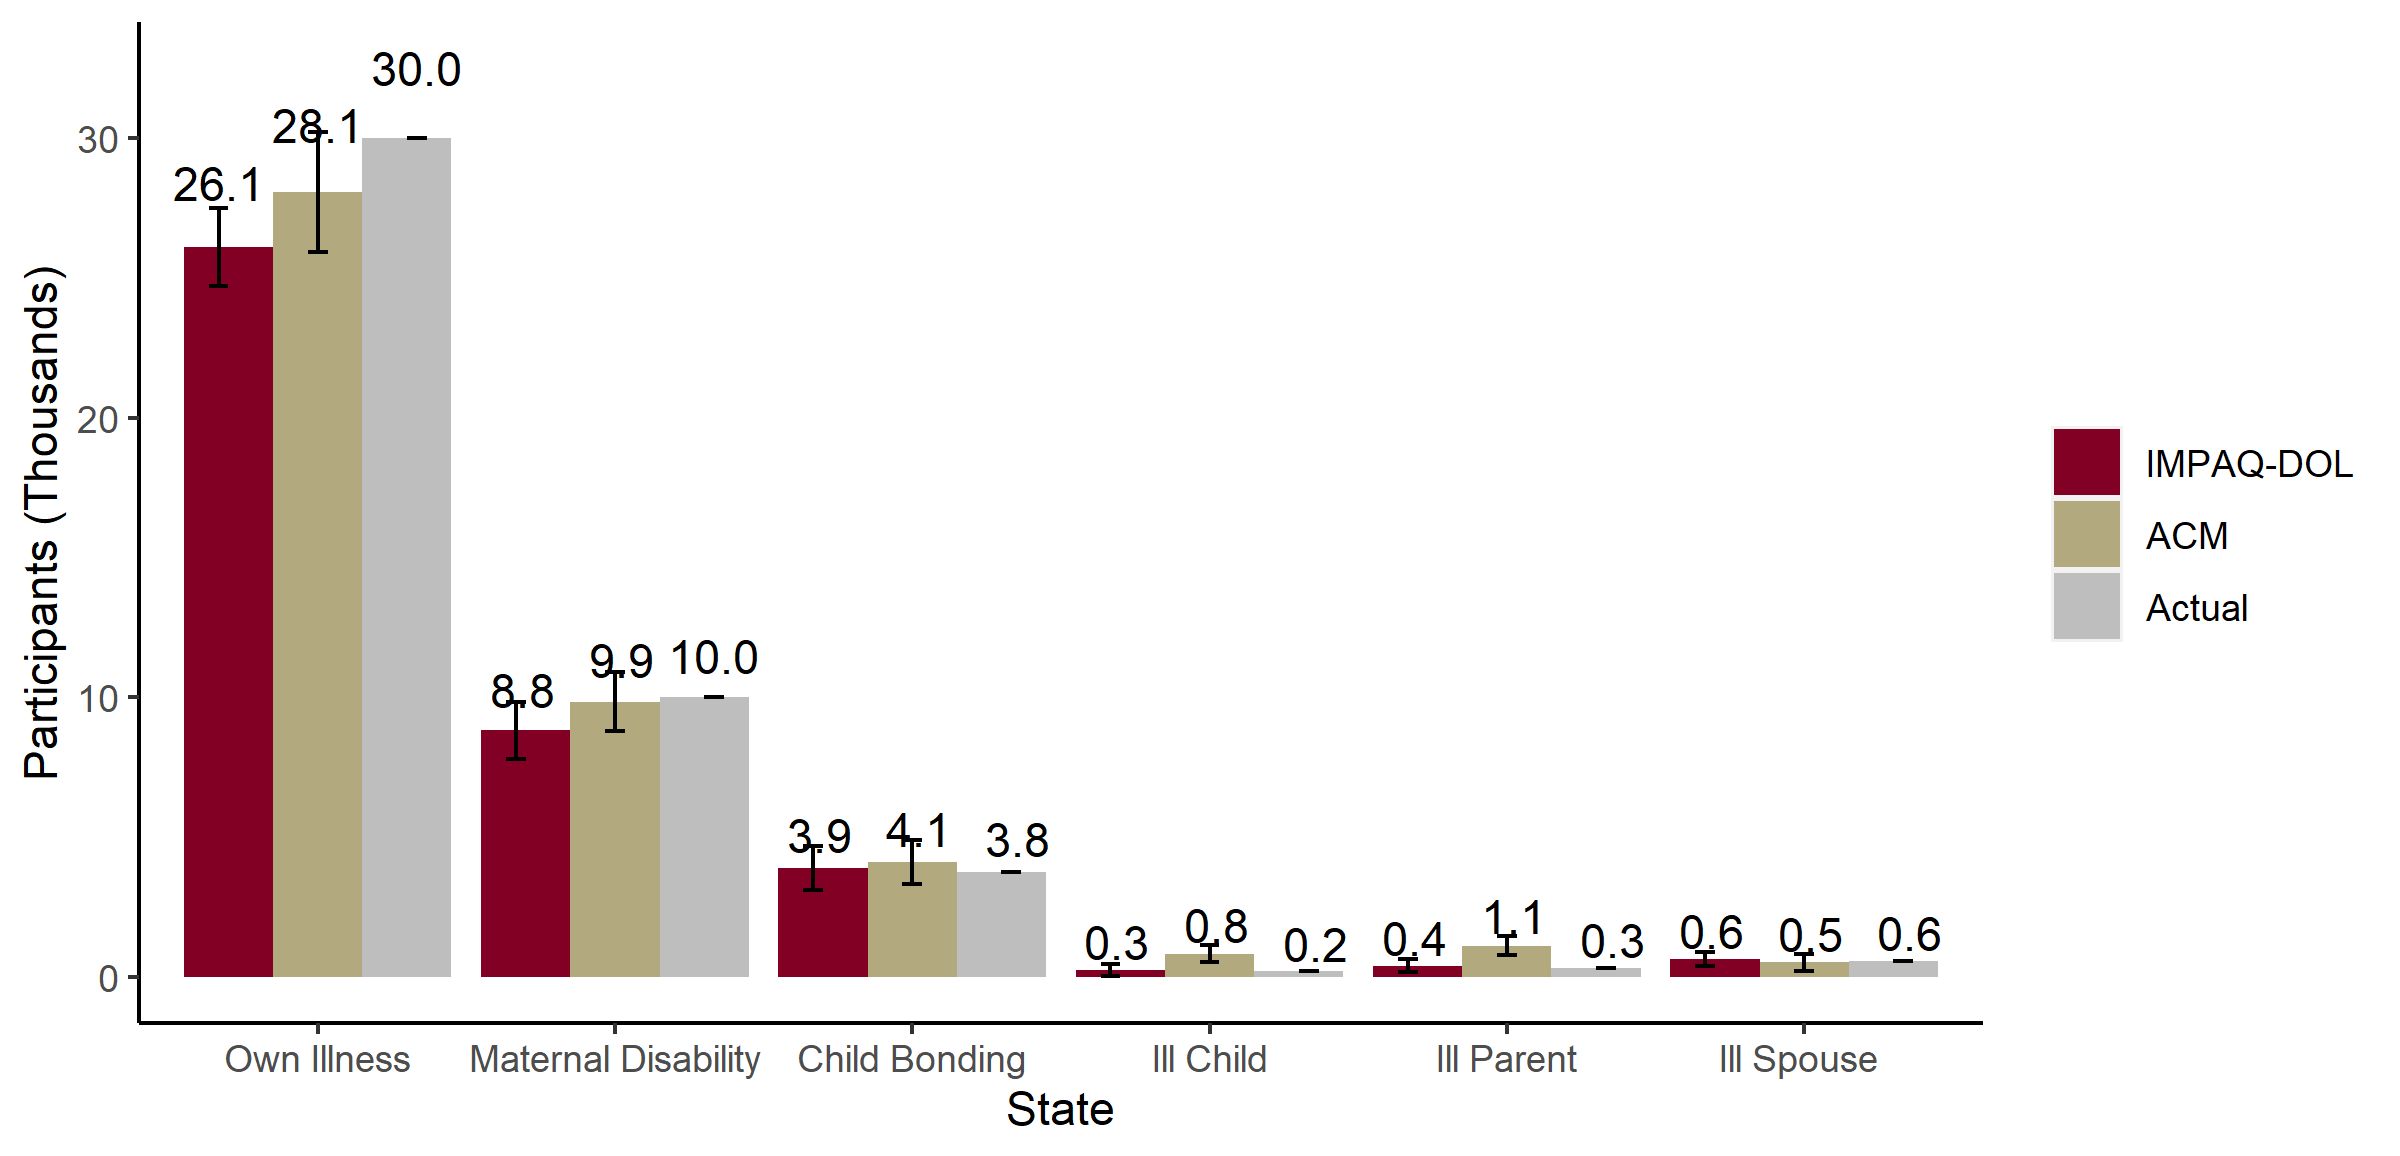 Participants (Thousands)
30
20
10
0
26.1
28.1
30.0
8.8
9.9
10.0
3.9
4.1
3.8
0.3
0.8
0.2
0.4
1.1
0.3
0.6
0.5
0.6
Own Illness
Maternal Disability
Child Bonding
Ill Child
Ill Parent
Ill Spouse
State
IMPAQ-DOL
ACM
Actual